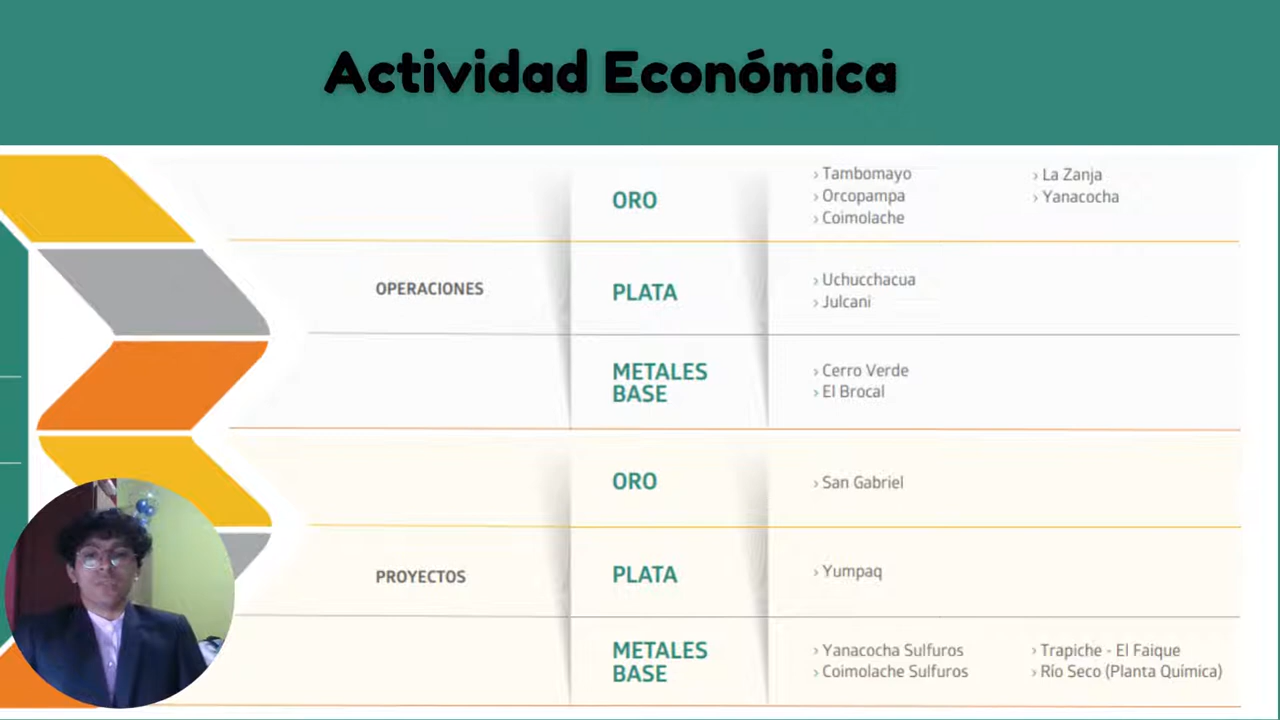 Actividad Económica
ORO
› Tambomayo
› Orcopampa
› Coimolache
› La Zanja
› Yanacocha
OPERACIONES
PLATA
› Uchucchacua
› Julcani
METALES
BASE
› Cerro Verde
› El Brocal
ORO
› San Gabriel
PROYECTOS
PLATA
› Yumpaq
METALES
BASE
› Yanacocha Sulfuros
› Coimolache Sulfuros
› Trapiche - El Faique
› Río Seco (Planta Química)